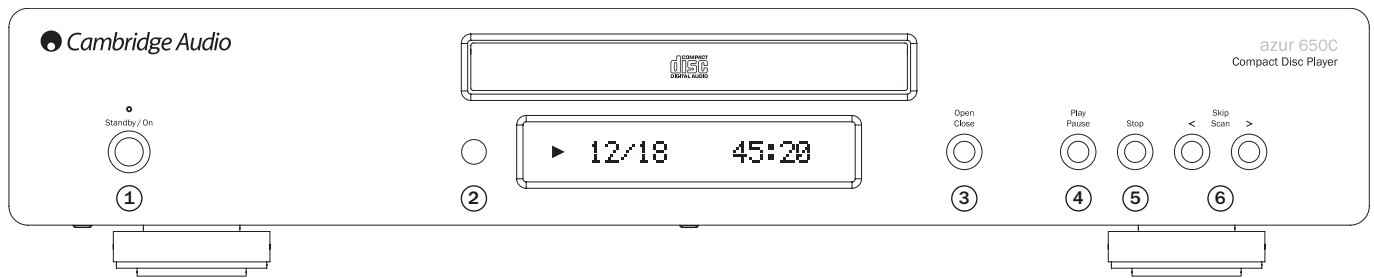 Cambridge Audio
azur 650C
Compact Disc Player
COMPACT
disc
DIGITAL AUDIO
Standby / On
12/18 45:20
Open
Close
Play
Pause
Stop
< Skip
Scan >
1
2
3
4
5
6